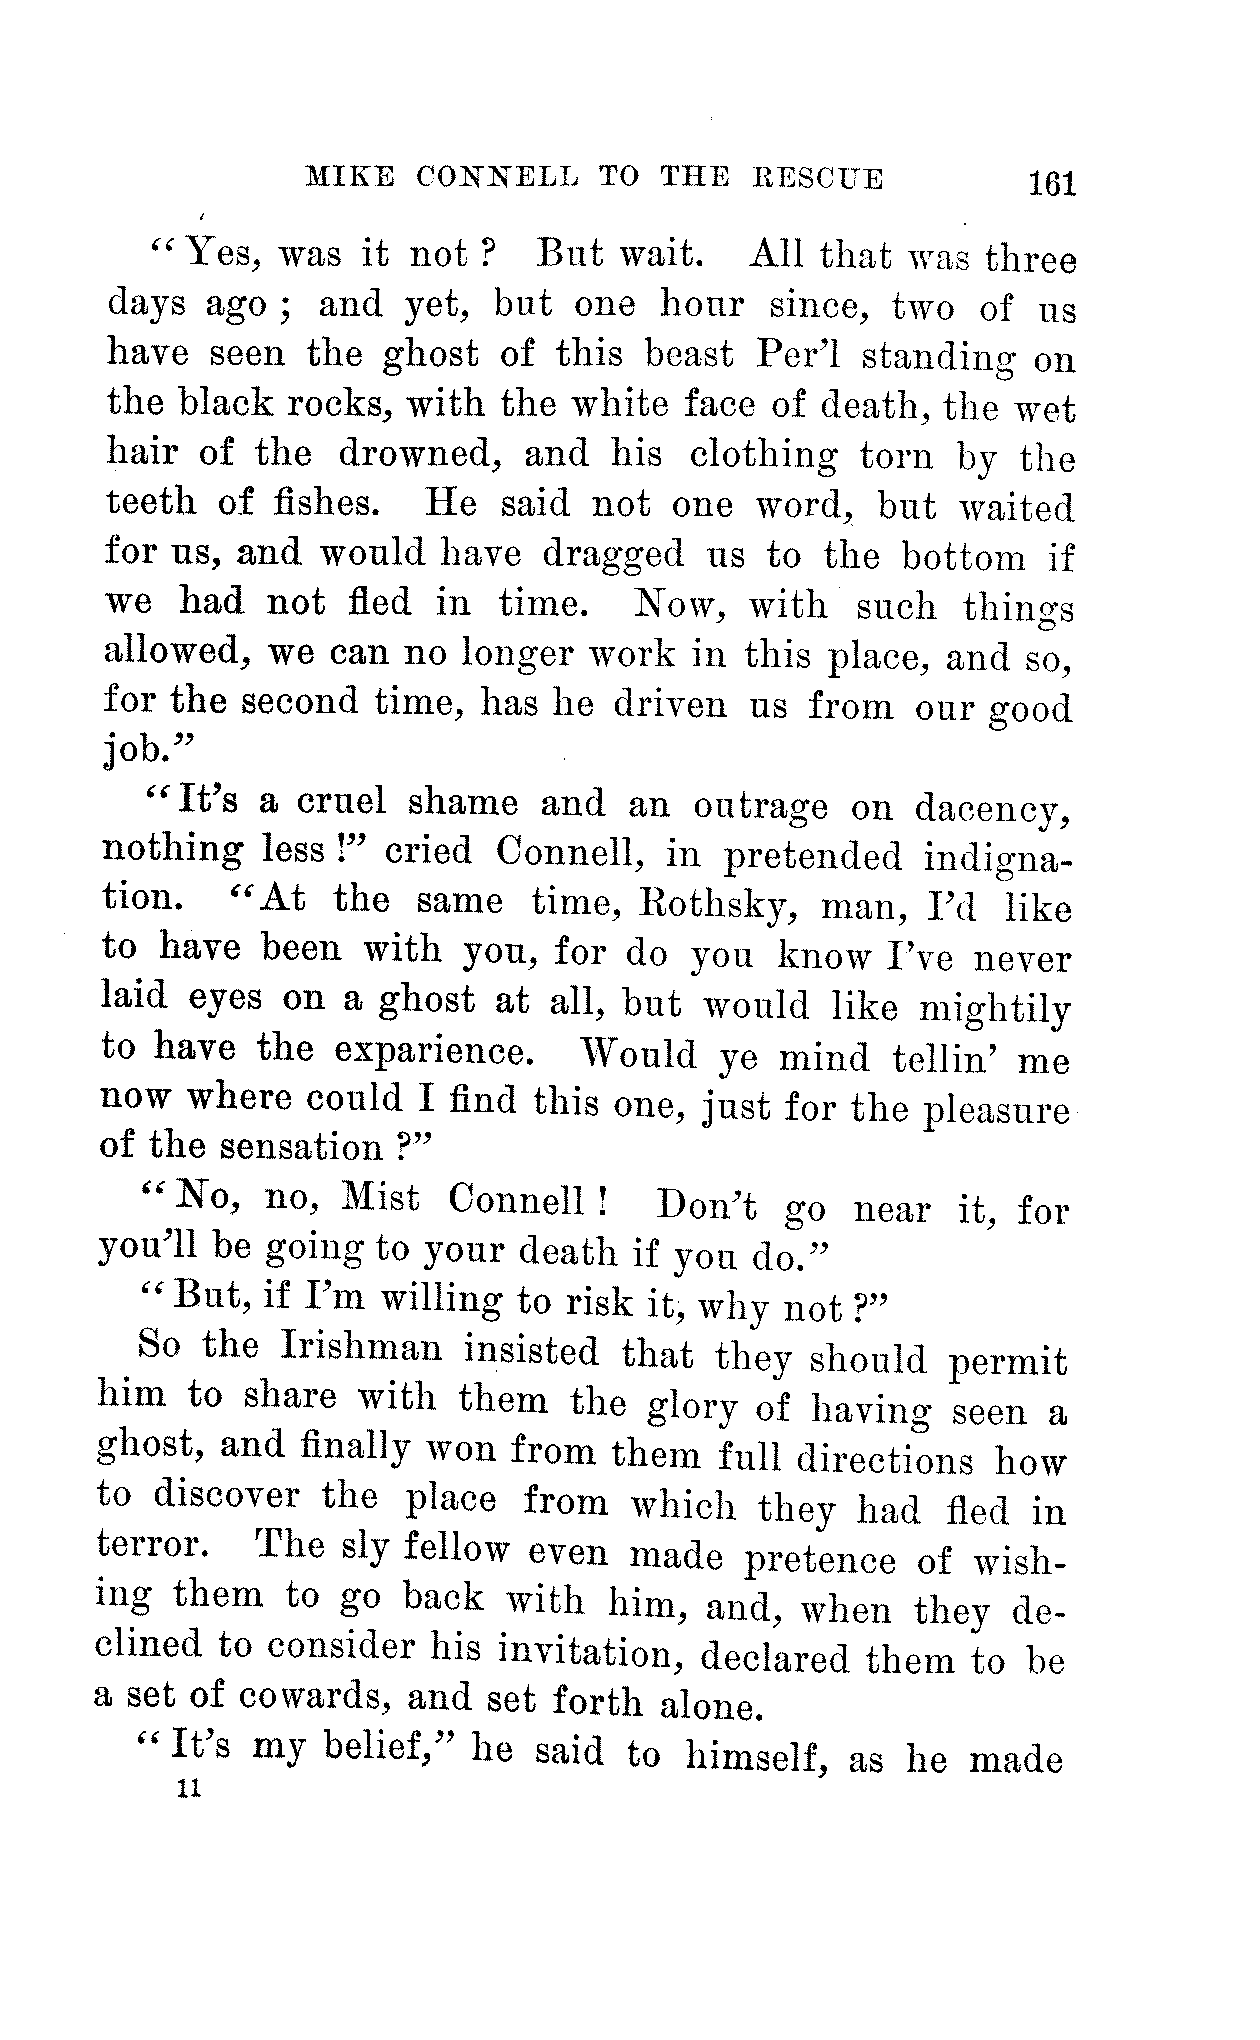 MIKE CONNELL TO THE RESCUE 161
"Yes, was it not? But wait. All that was three
days ago; and yet, but one hour since, two of us
have seen the ghost of this beast Per'l standing on
the black rocks, with the white face of death, the wet
hair of the drowned, and his clothing torn by the
teeth of fishes. He said not one word, but waited
for us, and would have dragged us to the bottom if
we had not fled in time. Now, with such things
allowed, we can no longer work in this place, and so,
for the second time, has he driven us from our good
job."
"It's a cruel shame and an outrage on dacency,
nothing less!" cried Connell, in pretended indigna-
tion. "At the same time, Rothsky, man, I'd like
to have been with you, for do you know I've never
laid eyes on a ghost at all, but would like mightily
to have the exparience. Would ye mind tellin' me
now where could I find this one, just for the pleasure
of the sensation?"
"No, no, Mist Connell! Don't go near it, for
you'll be going to your death if you do."
"But, if I'm willing to risk it, why not?"
So the Irishman insisted that they should permit
him to share with them the glory of having seen a
ghost, and finally won from them full directions how
to discover the place from which they had fled in
terror. The sly fellow even made pretence of wish-
ing them to go back with him, and, when they de-
clined to consider his invitation, declared them to be
a set of cowards, and set forth alone.
"It's my belief," he said to himself, as he made
11